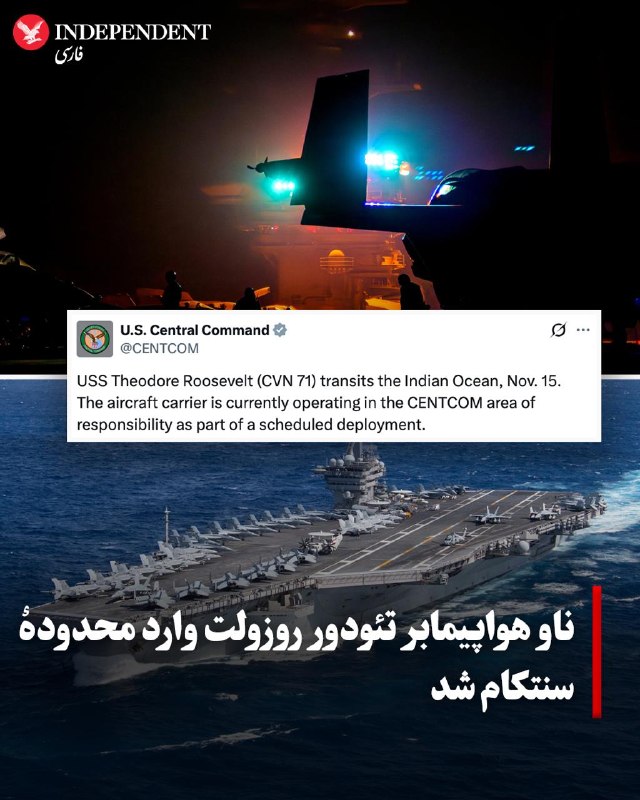 INDEPENDENT
فارسی
U.S. Central Command
@CENTCOM
USS Theodore Roosevelt (CVN 71) transits the Indian Ocean, Nov. 15.
The aircraft carrier is currently operating in the CENTCOM area of
responsibility as part of a scheduled deployment.
ناو هواپیمابر تئودور روزولت وارد محدودهٔ
سنتکام شد